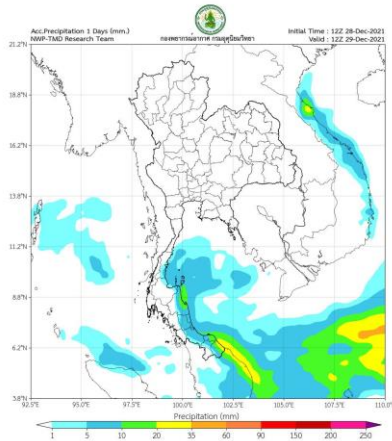 Acc.Precipitation 1 Days (mm.)
NWP-TMD Research Team
กองพยากรณ์อากาศ กรมอุตุนิยมวิทยา
Initial Time : 12Z 28-Dec-2021
Valid : 12Z 29-Dec-2021
21.2°N
18.6°N
16.2°N
13.8°N
11.2°N
8.8°N
6.2°N
3.8°N
92.5°E 95.0°E 97.5°E 100.0°E 102.5°E 105.0°E 107.5°E 110.0°E
Precipitation (mm)
1 5 10 20 35 60 90 150 200 250